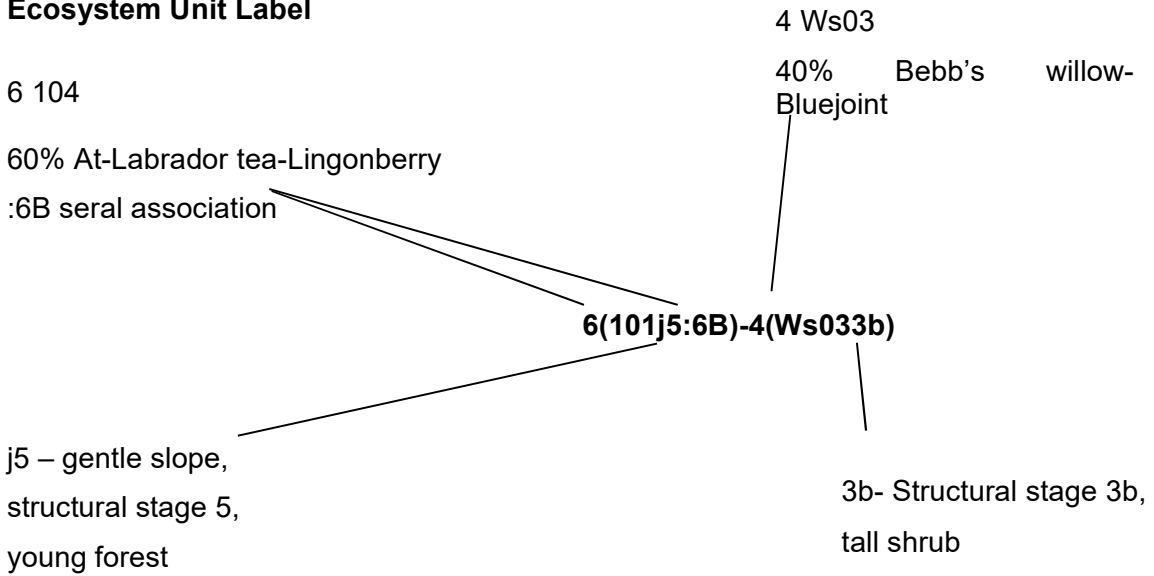 Ecosystem Unit Label
6 104
60% At-Labrador tea-Lingonberry
:6B seral association
4 Ws03
40% Bebb’s willow-
Bluejoint
6(101j5:6B)-4(Ws033b)
j5 – gentle slope,
structural stage 5,
young forest
3b- Structural stage 3b,
tall shrub